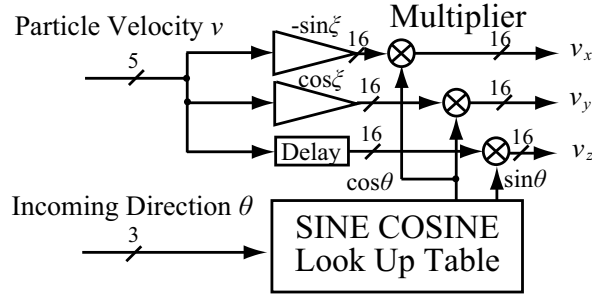 Particle Velocity v
-sinξ
Multiplier
5
16
16
v_x
cosξ
16
16
v_y
Delay
16
16
v_z
cosθ
sinθ
Incoming Direction θ
3
SINE COSINE
Look Up Table